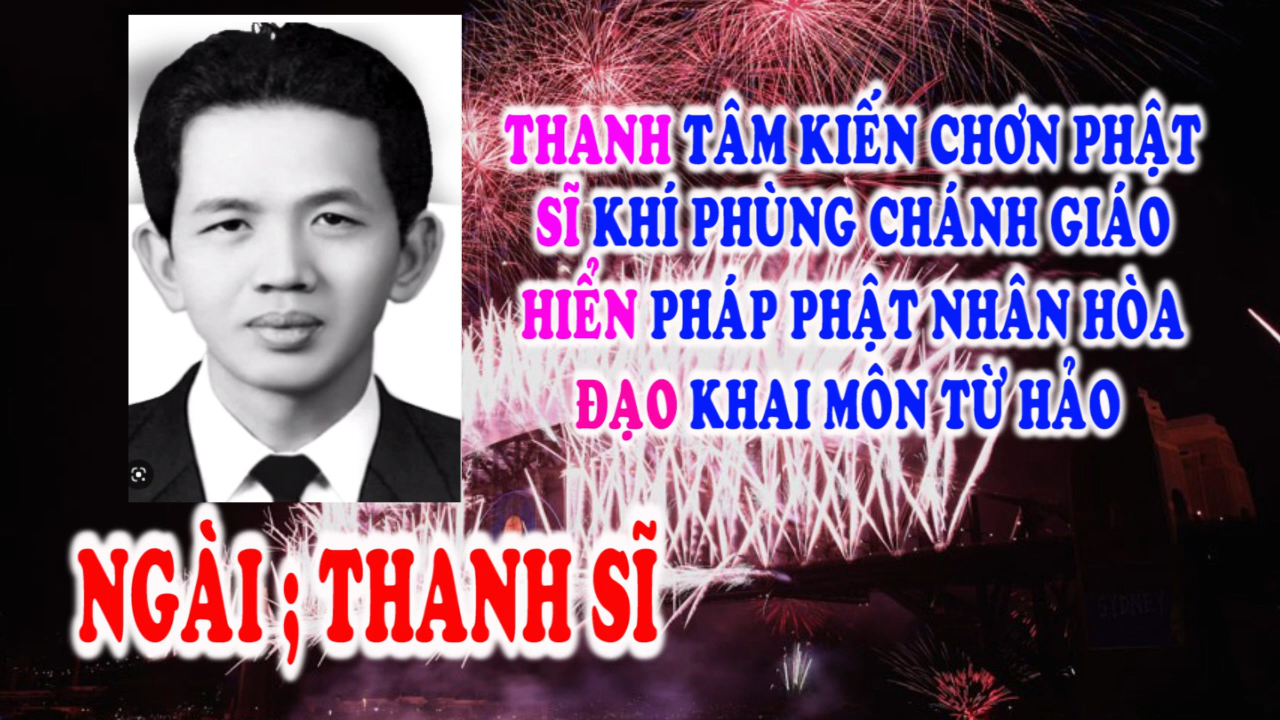 THANH TÂM KIẾN CHƠN PHẬT
SĨ KHÍ PHÙNG CHÁNH GIÁO
HIỂN PHÁP PHẬT NHÂN HÒA
ĐẠO KHAI MÔN TỪ HẢO
NGÀI ; THANH SĨ
SYDNEY